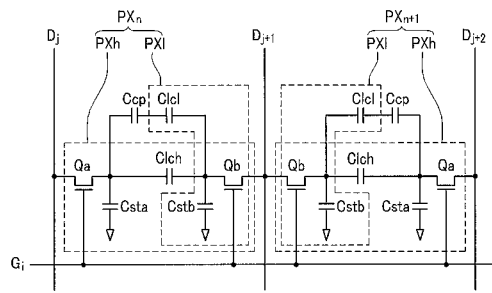 PXn PXn+1
Dj PXh PXl Dj+1 PXl PXh Dj+2
Ccp Clcl Clcl Ccp
Qa Clch Qb Qb Clch Qa
Csta Cstb Cstb Csta
Gi